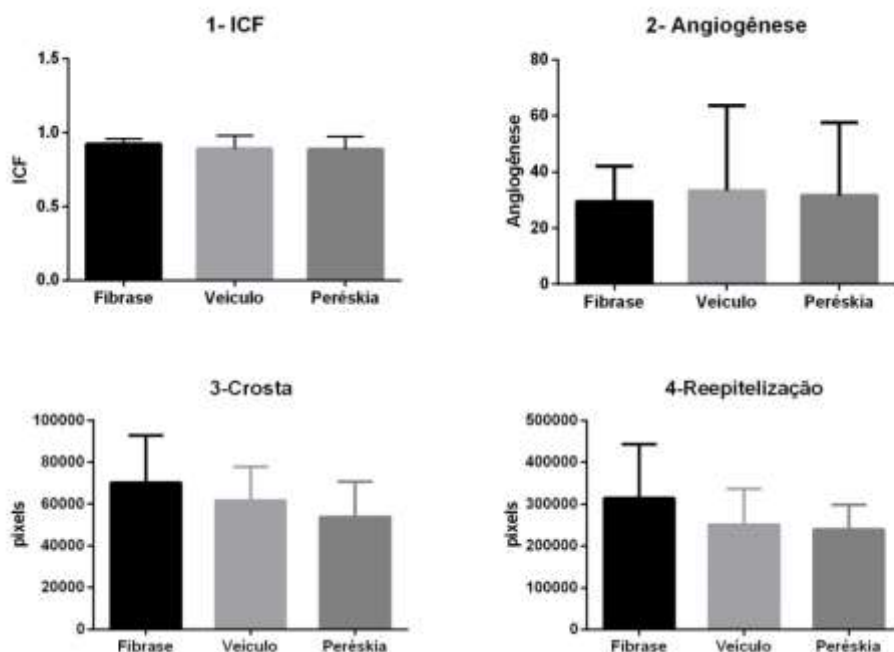 1- ICF
1.5
1.0
0.5
0.0
ICF
Fibrase Veiculo Peréskia
2- Angiogênese
80
60
40
20
0
Angiogênese
Fibrase Veiculo Peréskia
3-Crosta
100000
80000
60000
40000
20000
0
pixels
Fibrase Veiculo Peréskia
4-Reepitelização
500000
400000
300000
200000
100000
0
pixels
Fibrase Veículo Peréskia